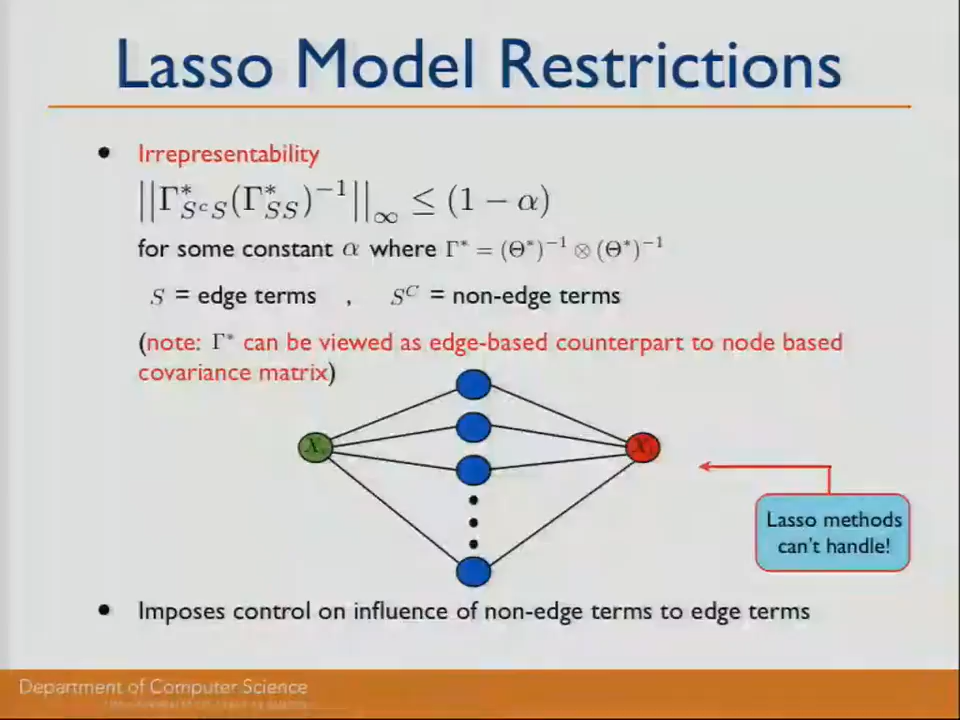 Lasso Model Restrictions
• Irrepresentability
||Γ*_{S^c S}(Γ*_{SS})^{-1}||_∞ ≤ (1 − α)
for some constant α where Γ* = (Θ*)^{-1} ⊗ (Θ*)^{-1}
S = edge terms , S^C = non-edge terms
(note: Γ* can be viewed as edge-based counterpart to node based
covariance matrix)
X
X
Lasso methods
can't handle!
• Imposes control on influence of non-edge terms to edge terms
Department of Computer Science